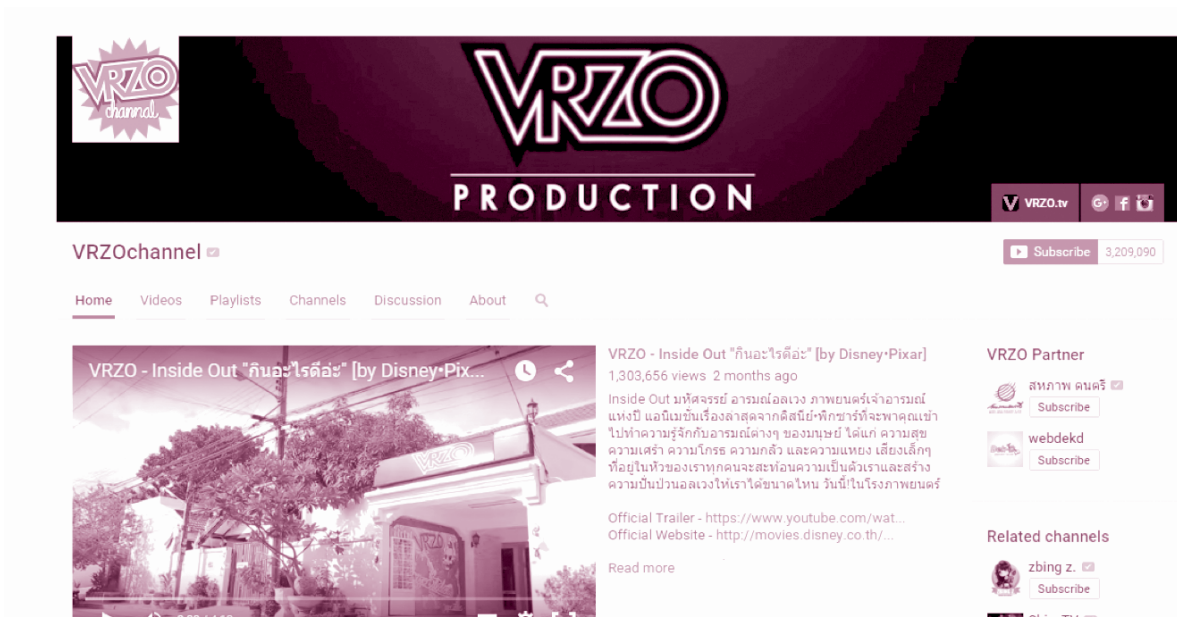 VRZO
channel
VRZO
PRODUCTION
VRZO.tv
VRZOchannel
Subscribe 3,209,090
Home Videos Playlists Channels Discussion About
VRZO - Inside Out "กินอะไรดีอ่ะ" [by Disney•Pix...
VRZO
VRZO
VRZO - Inside Out "กินอะไรดีอ่ะ" [by Disney•Pixar]
1,303,656 views 2 months ago
Inside Out มหัศจรรย์ อารมณ์อลเวง ภาพยนตร์เจ้าอารมณ์
แห่งปี แอนิเมชั่นเรื่องล่าสุดจากดิสนีย์•พิกซาร์ที่จะพาคุณเข้า
ไปทำความรู้จักกับอารมณ์ต่างๆ ของมนุษย์ ได้แก่ ความสุข
ความเศร้า ความโกรธ ความกลัว และความแหยง เสียงเล็กๆ
ที่อยู่ในหัวของเราทุกคนจะสะท้อนความเป็นตัวเราและสร้าง
ความปั่นป่วนอลเวงให้เราได้ขนาดไหน วันนี้!ในโรงภาพยนตร์
Official Trailer - https://www.youtube.com/wat...
Official Website - http://movies.disney.co.th/...
Read more
VRZO Partner
สหภาพ ดนตรี
Subscribe
webdekd
Subscribe
Related channels
zbing z.
Subscribe